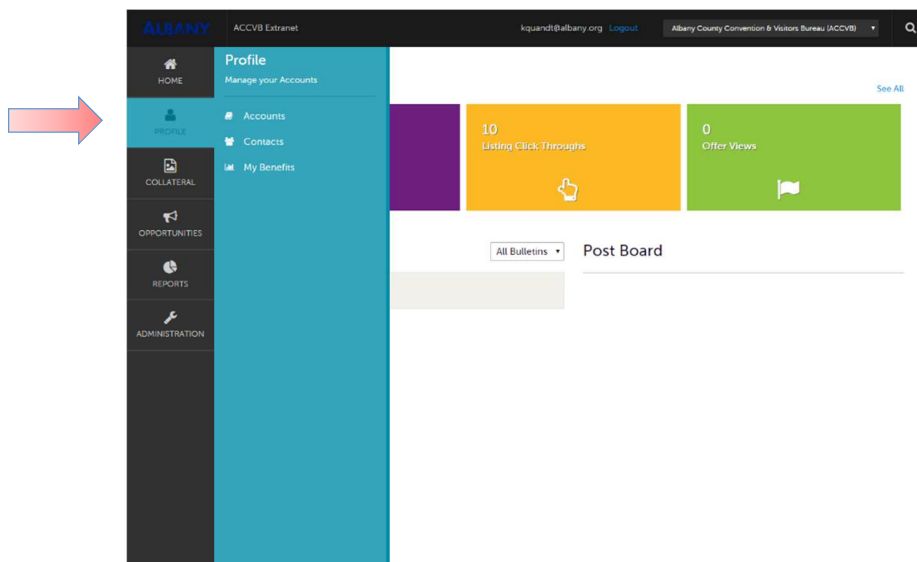 ALBANY
ACCVB Extranet
kquandt@albany.org Logout
Albany County Convention & Visitors Bureau (ACCVB)
HOME
PROFILE
COLLATERAL
OPPORTUNITIES
REPORTS
ADMINISTRATION
Profile
Manage your Accounts
Accounts
Contacts
My Benefits
See All
10
Listing Click Throughs
0
Offer Views
All Bulletins
Post Board